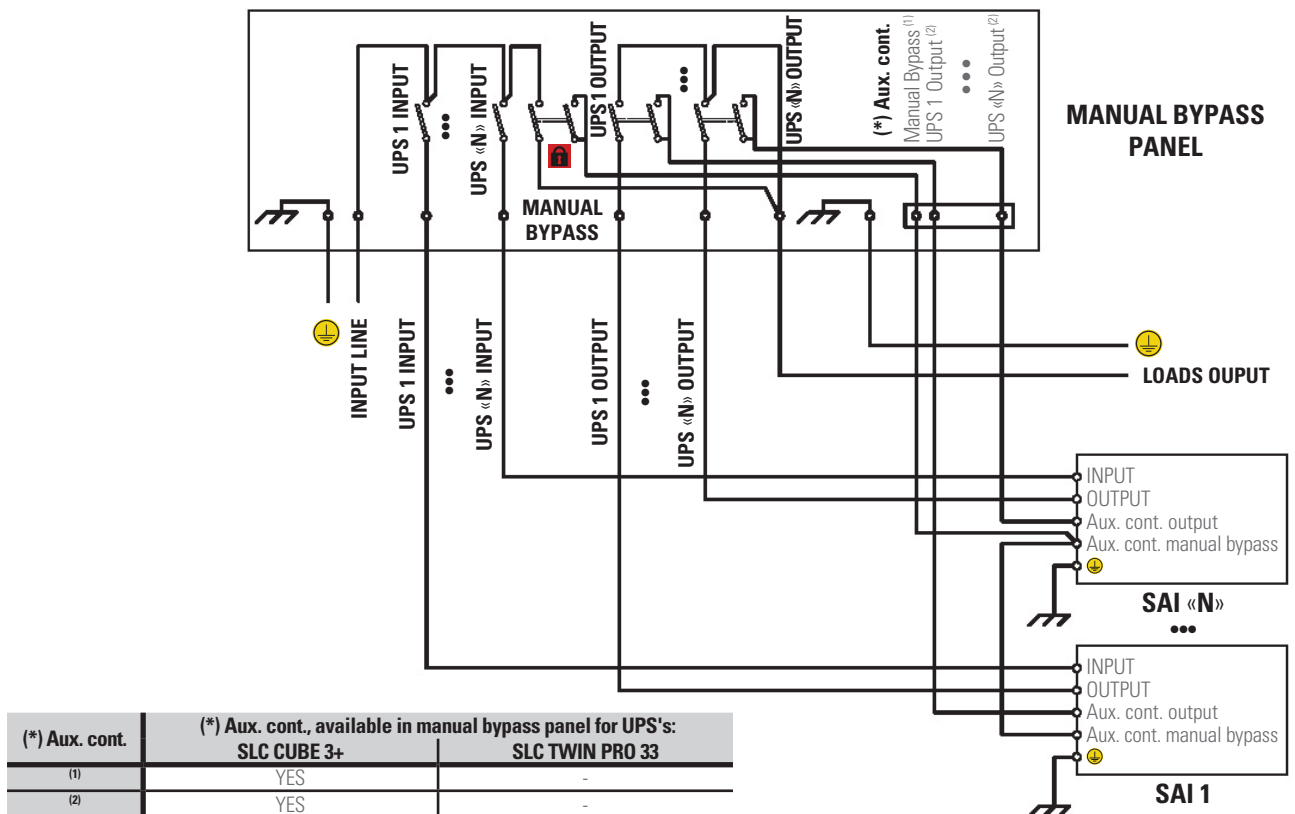 UPS 1 INPUT
•••
UPS «N» INPUT
UPS 1 OUTPUT
•••
UPS «N» OUTPUT
(*) Aux. cont.
Manual Bypass (1)
UPS 1 Output (2)
•••
UPS «N» Output (2)
MANUAL BYPASS
PANEL
MANUAL
BYPASS
INPUT LINE
UPS 1 INPUT
•••
UPS «N» INPUT
UPS 1 OUTPUT
•••
UPS «N» OUTPUT
LOADS OUPUT
INPUT
OUTPUT
Aux. cont. output
Aux. cont. manual bypass
SAI «N»
•••
INPUT
OUTPUT
Aux. cont. output
Aux. cont. manual bypass
SAI 1
(*) Aux. cont.
(*) Aux. cont., available in manual bypass panel for UPS's:
SLC CUBE 3+ SLC TWIN PRO 33
(1) YES -
(2) YES -